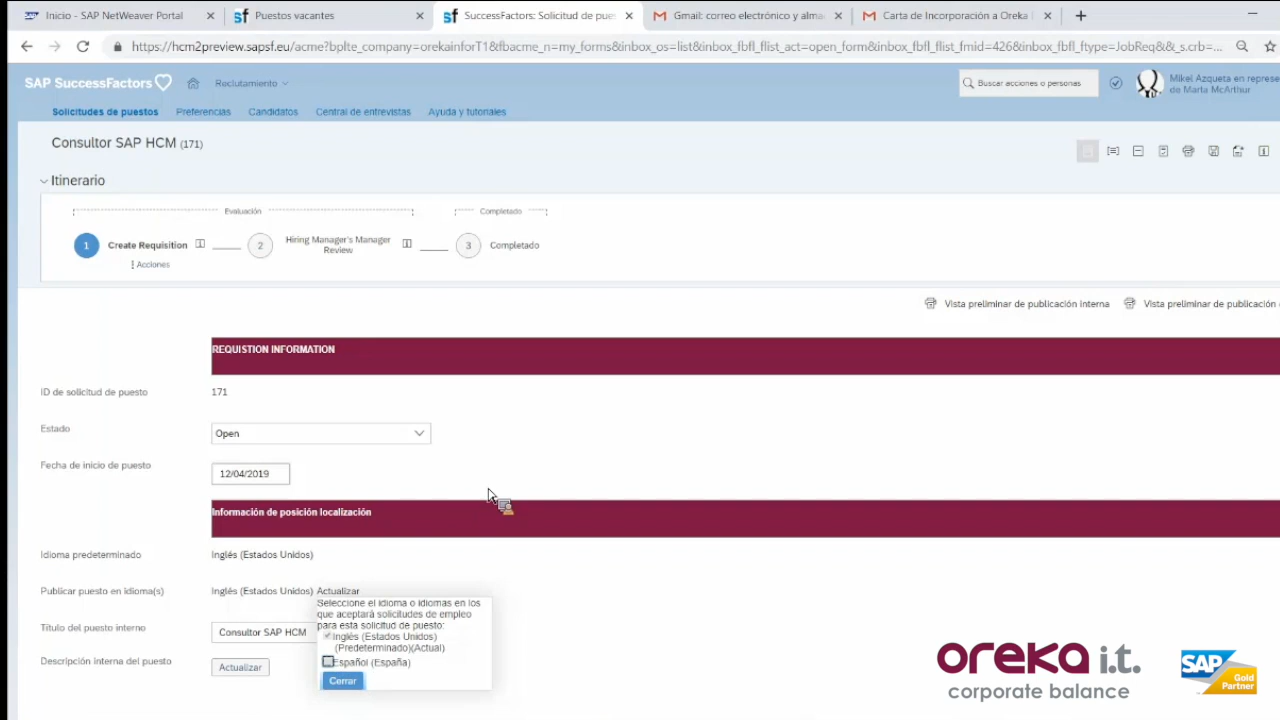 Inicio - SAP NetWeaver Portal
Puestos vacantes
SuccessFactors: Solicitud de pues
Gmail: correo electrónico y alma
Carta de Incorporación a Oreka
https://hcm2preview.sapsf.eu/acme?bplte_company=orekainforT1&fbacme_n=my_forms&inbox_os=list&inbox_fbfl_flist_act=open_form&inbox_fbfl_flist_fmid=426&inbox_fbfl_ftype=JobReq&&_s.crb=...
SAP SuccessFactors
Reclutamiento
Buscar acciones o personas
Mikel Azqueta en represe
de Marla McArthur
Solicitudes de puestos Preferencias Candidatos Central de entrevistas Ayuda y tutoriales
Consultor SAP HCM (171)
Itinerario
Evaluación Completado
1 Create Requisition 2 Hiring Manager's Manager 3 Completado
Review
Acciones
Vista preliminar de publicación interna Vista preliminar de publicación
REQUISTION INFORMATION
ID de solicitud de puesto 171
Estado Open
Fecha de inicio de puesto 12/04/2019
Información de posición localización
Idioma predeterminado Inglés (Estados Unidos)
Publicar puesto en idioma(s) Inglés (Estados Unidos) Actualizar
Seleccione el idioma o idiomas en los
que aceptará solicitudes de empleo
para esta solicitud de puesto:
Título del puesto interno Consultor SAP HCM
Inglés (Estados Unidos)
(Predeterminado)(Actual)
Descripción interna del puesto Actualizar
Español (España)
Cerrar
oreka i.t.
corporate balance
SAP
Gold
Partner